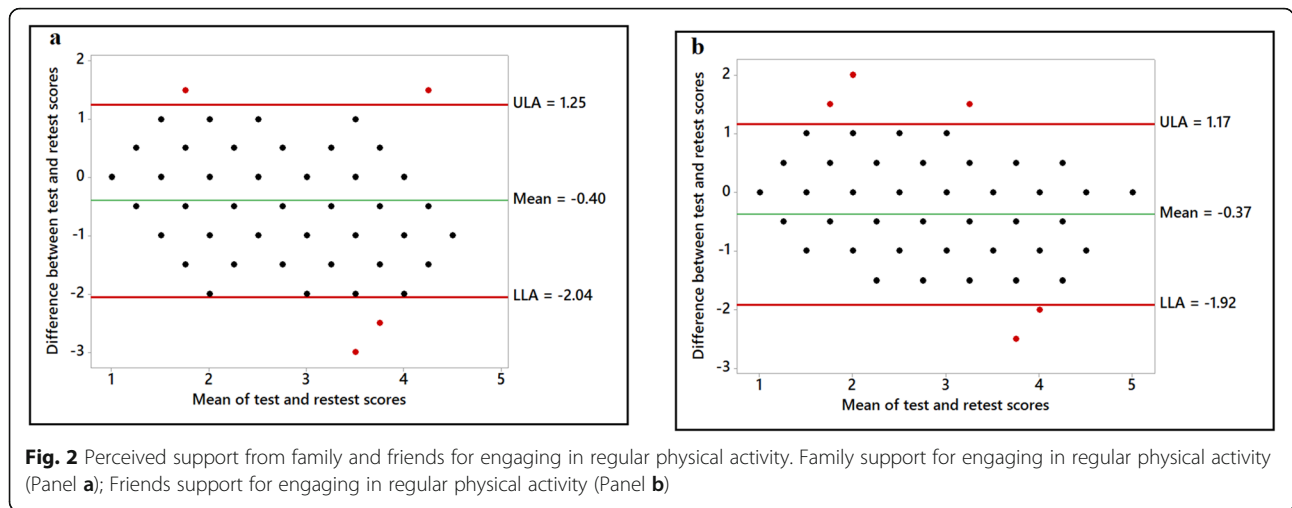 a
Difference between test and retest scores
2
1
0
-1
-2
-3
ULA = 1.25
Mean = -0.40
LLA = -2.04
1 2 3 4 5
Mean of test and restest scores
b
Difference between test and retest scores
2
1
0
-1
-2
-3
ULA = 1.17
Mean = -0.37
LLA = -1.92
1 2 3 4 5
Mean of test and retest scores
Fig. 2 Perceived support from family and friends for engaging in regular physical activity. Family support for engaging in regular physical activity
(Panel a); Friends support for engaging in regular physical activity (Panel b)